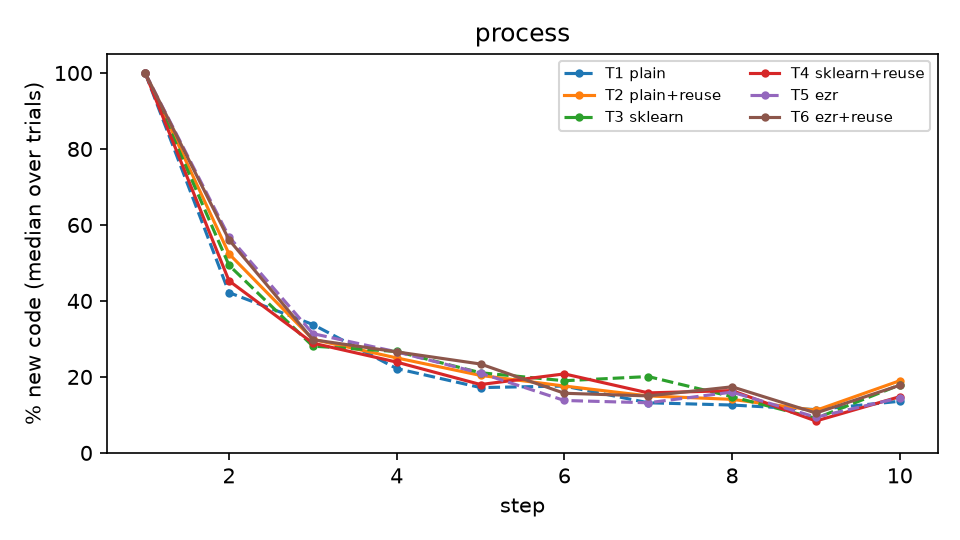 process
% new code (median over trials)
100
80
60
40
20
0
T1 plain
T2 plain+reuse
T3 sklearn
T4 sklearn+reuse
T5 ezr
T6 ezr+reuse
2 4 6 8 10
step